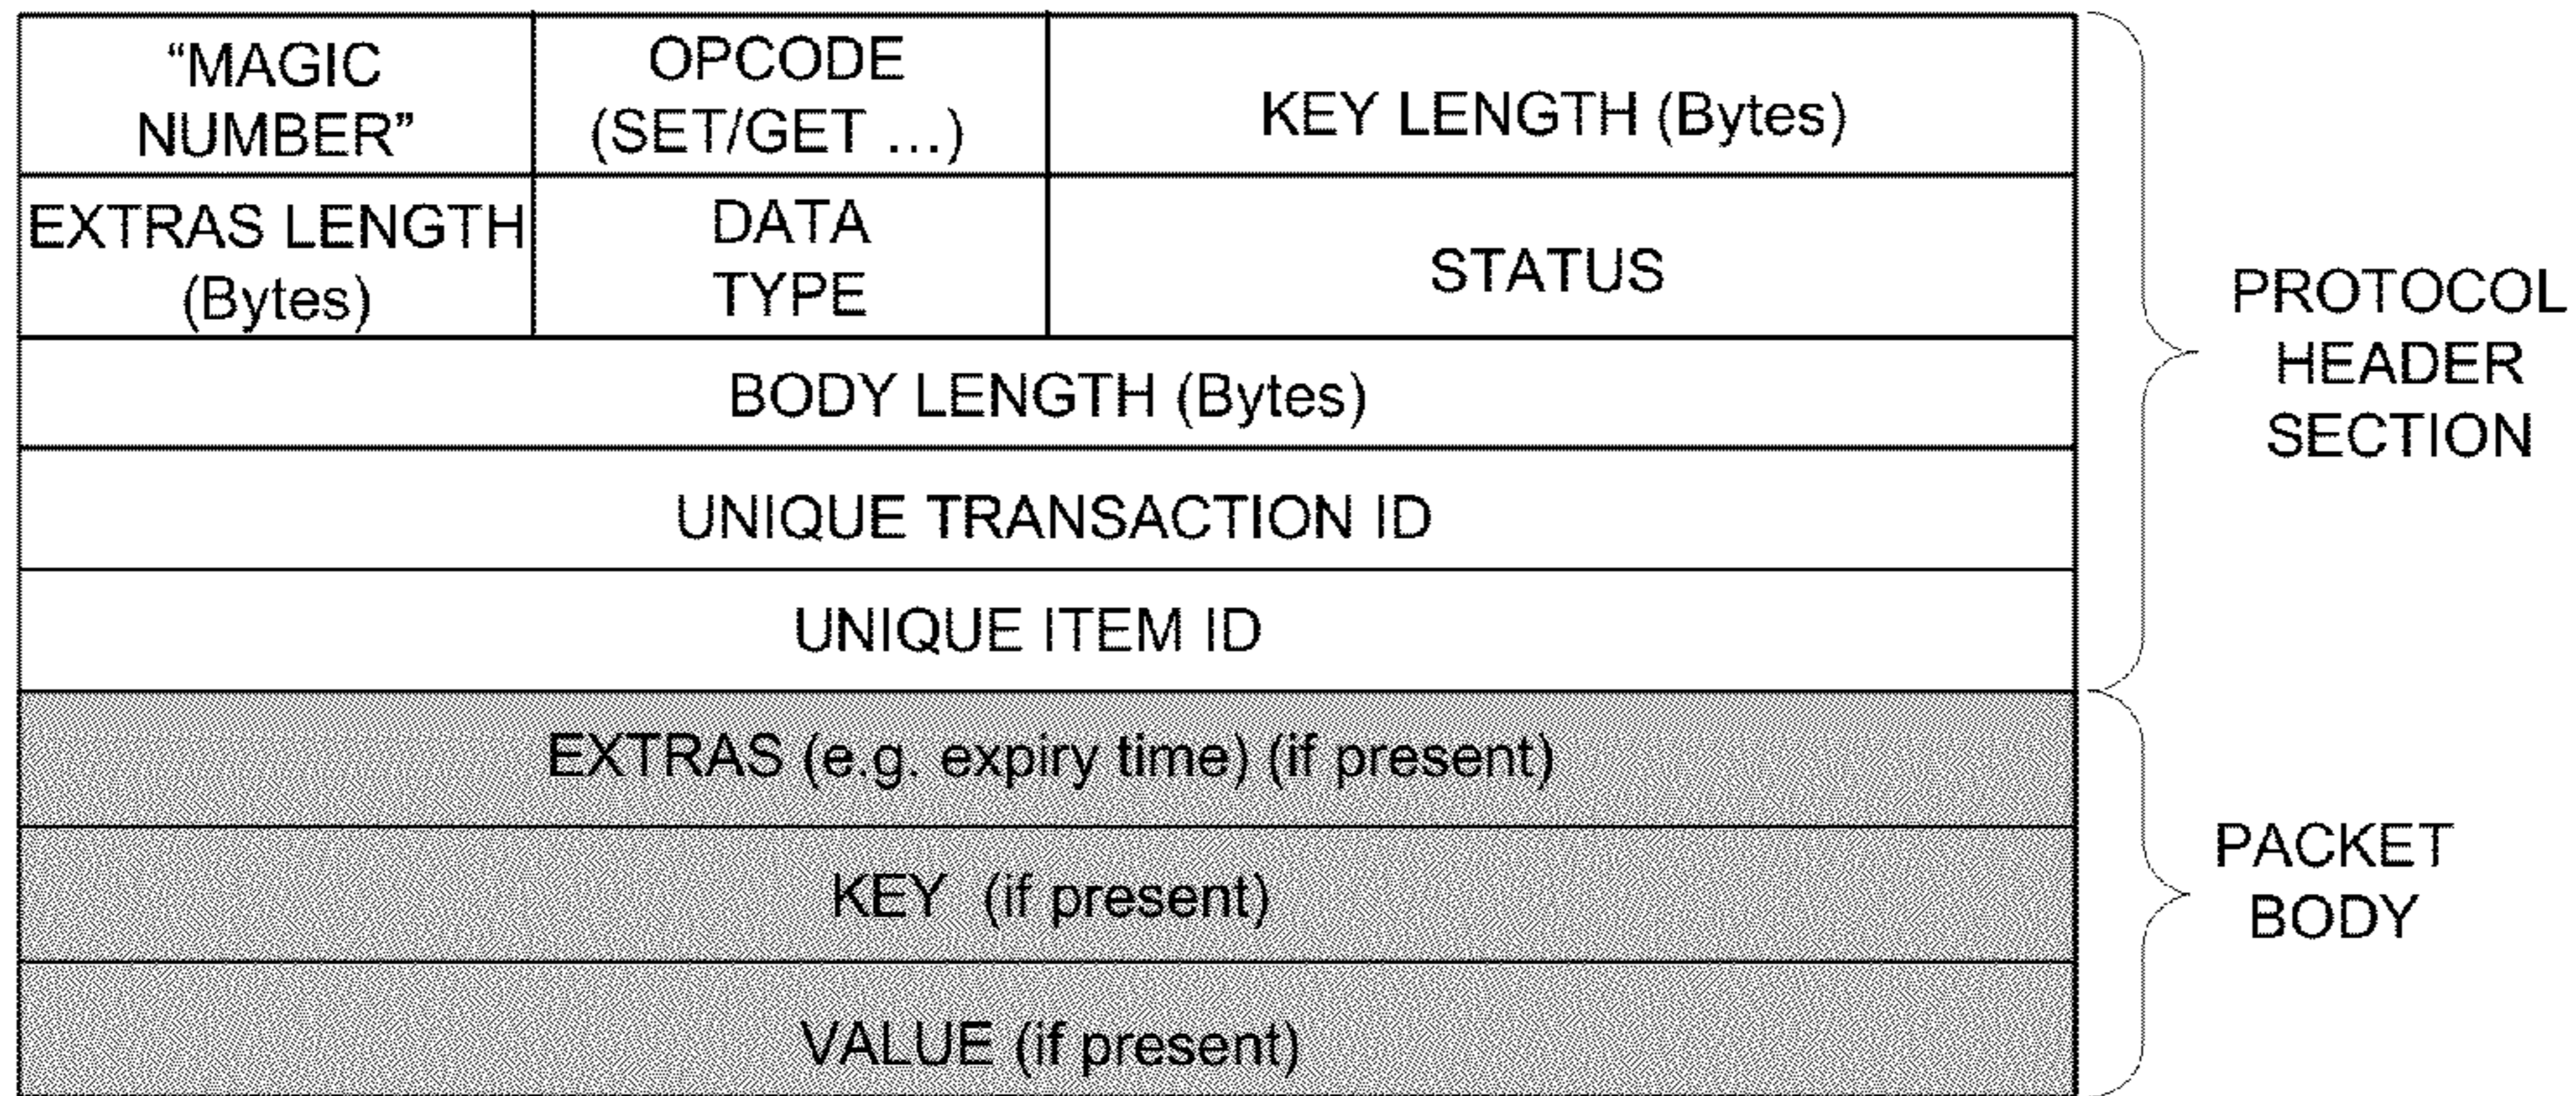 “MAGIC
NUMBER”
OPCODE
(SET/GET ...)
KEY LENGTH (Bytes)
EXTRAS LENGTH
(Bytes)
DATA
TYPE
STATUS
BODY LENGTH (Bytes)
UNIQUE TRANSACTION ID
UNIQUE ITEM ID
PROTOCOL
HEADER
SECTION
EXTRAS (e.g. expiry time) (if present)
KEY (if present)
VALUE (if present)
PACKET
BODY